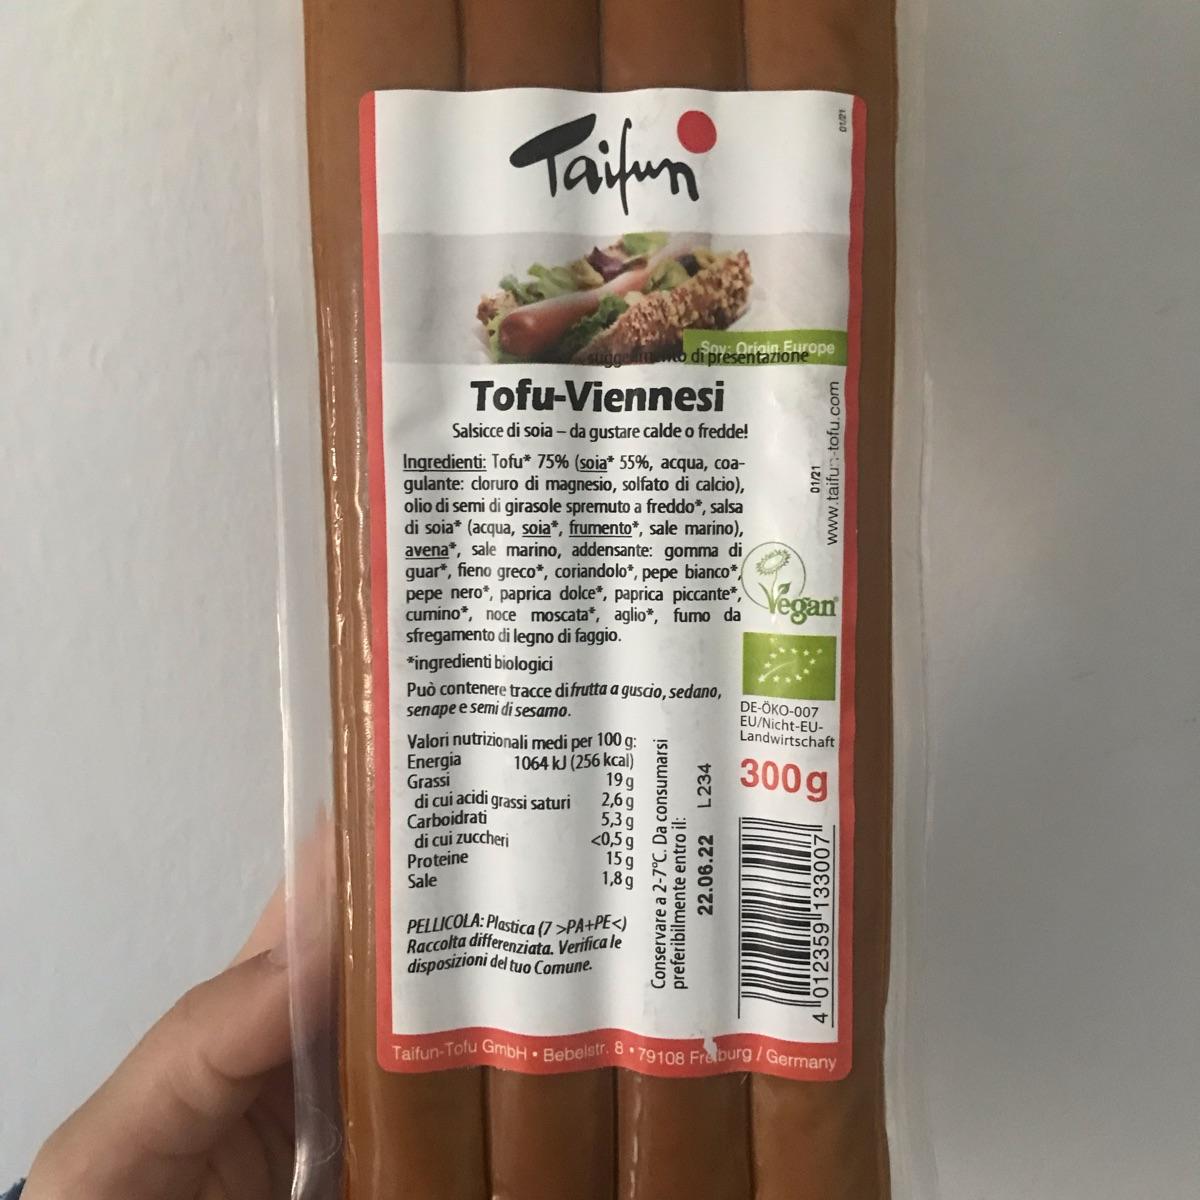 Taifun
01/21
Soy: Origin Europe
di presentazione
Tofu-Viennesi
Salsicce di soia – da gustare calde o fredde!
Ingredienti: Tofu* 75% (soia* 55%, acqua, coa-
gulante: cloruro di magnesio, solfato di calcio),
olio di semi di girasole spremuto a freddo*, salsa
di soia* (acqua, soia*, frumento*, sale marino),
avena*, sale marino, addensante: gomma di
guar*, fieno greco*, coriandolo*, pepe bianco*,
pepe nero*, paprica dolce*, paprica piccante*,
cumino*, noce moscata*, aglio*, fumo da
sfregamento di legno di faggio.
*ingredienti biologici
Può contenere tracce di frutta a guscio, sedano,
senape e semi di sesamo.
Valori nutrizionali medi per 100 g:
Energia 1064 kJ (256 kcal)
Grassi 19 g
di cui acidi grassi saturi 2,6 g
Carboidrati 5,3 g
di cui zuccheri <0,5 g
Proteine 15 g
Sale 1,8 g
PELLICOLA: Plastica (7 >PA+PE<)
Raccolta differenziata. Verifica le
disposizioni del tuo Comune.
Conservare a 2-7°C. Da consumarsi
preferibilmente entro il:
22.06.22 L234
01/21
www.taifun-tofu.com
Vegan
DE-ÖKO-007
EU/Nicht-EU-
Landwirtschaft
300g
4 012359 133007
Taifun-Tofu GmbH • Bebelstr. 8 • 79108 Freiburg / Germany